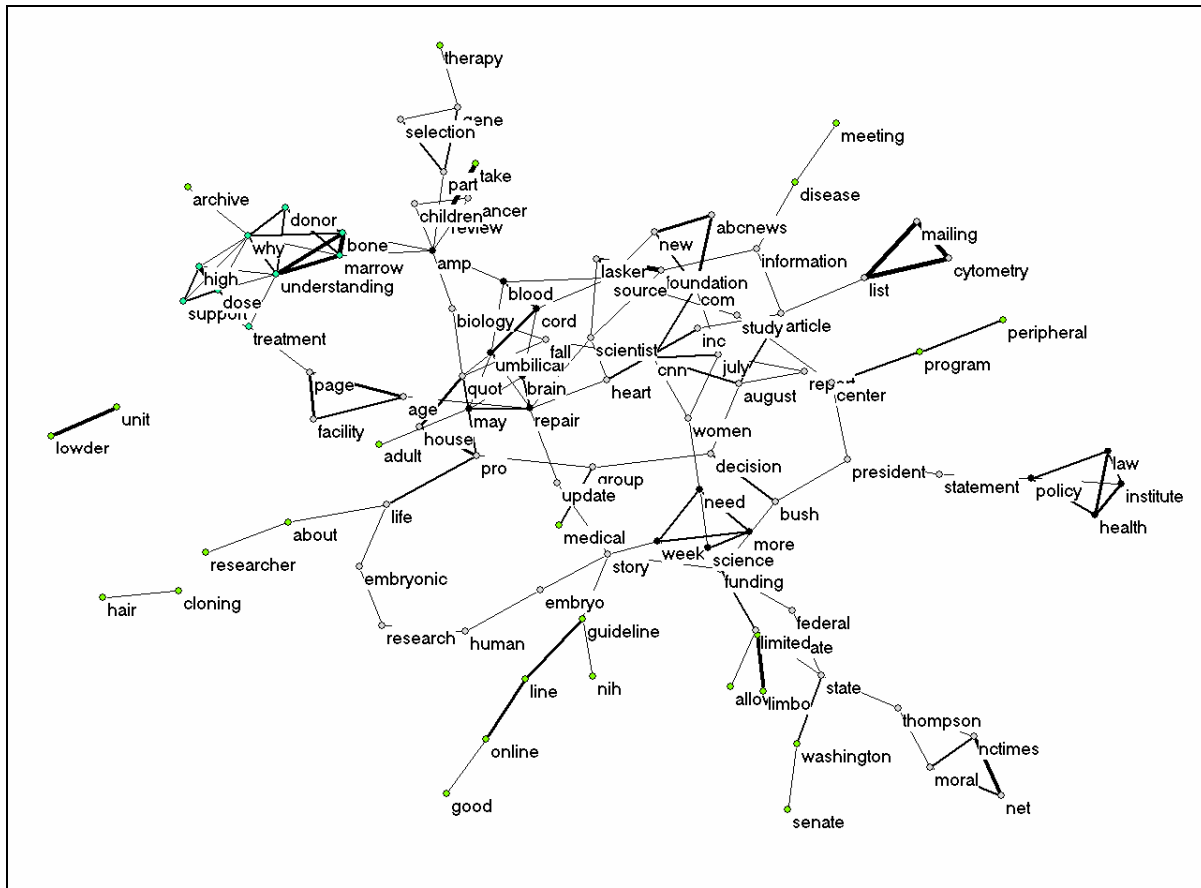 therapy
gene
selection
meeting
take
part
archive
disease
children
ancer
review
donor
abcnews
mailing
why
bone
new
information
cytometry
amp
marrow
lasker
high
understanding
foundation
list
blood
source
com
dose
support
biology
cord
study
article
peripheral
treatment
fall
scientist
inc
umbilical
cnn
july
report
program
page
quot
brain
heart
august
center
unit
age
may
repair
facility
house
women
lowder
adult
pro
decision
law
group
president
update
statement
policy
institute
life
need
bush
health
about
medical
more
week
science
researcher
story
embryonic
funding
hair
cloning
embryo
federal
research
human
guideline
limited
ate
line
nih
state
allo
limbo
thompson
online
washington
nctimes
moral
good
net
senate